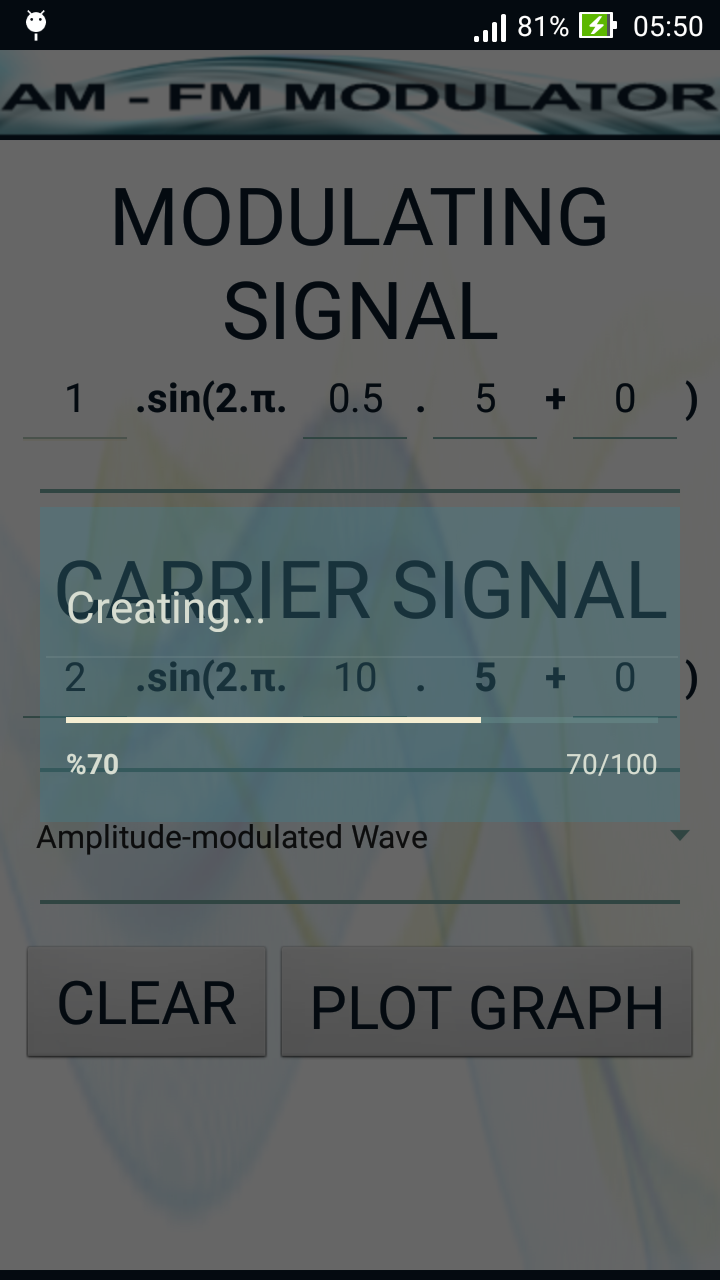 81% 05:50
AM - FM MODULATOR
MODULATING
SIGNAL
1 .sin(2.π. 0.5 . 5 + 0 )
CARRIER SIGNAL
Creating...
2 .sin(2.π. 10 . 5 + 0 )
%70 70/100
Amplitude-modulated Wave
CLEAR PLOT GRAPH